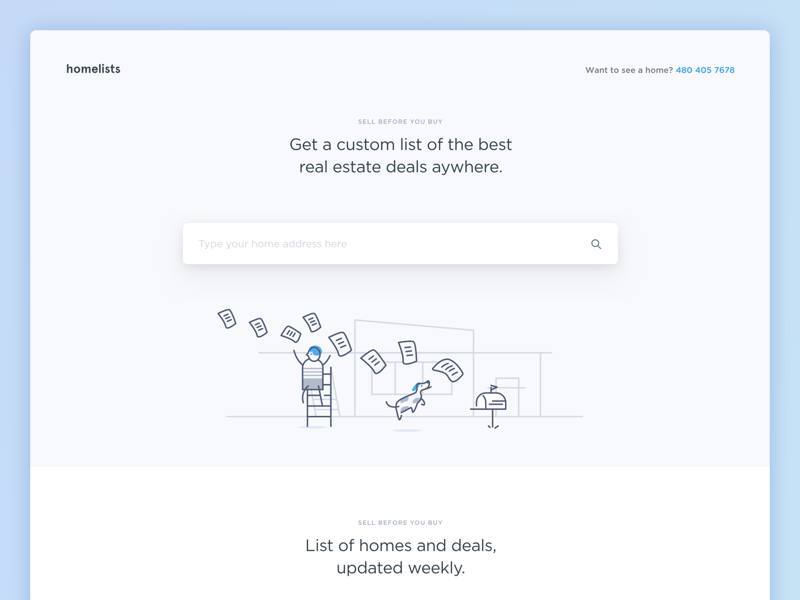 homelists
Want to see a home? 480 405 7678
SELL BEFORE YOU BUY
Get a custom list of the best
real estate deals aywhere.
Type your home address here
SELL BEFORE YOU BUY
List of homes and deals,
updated weekly.